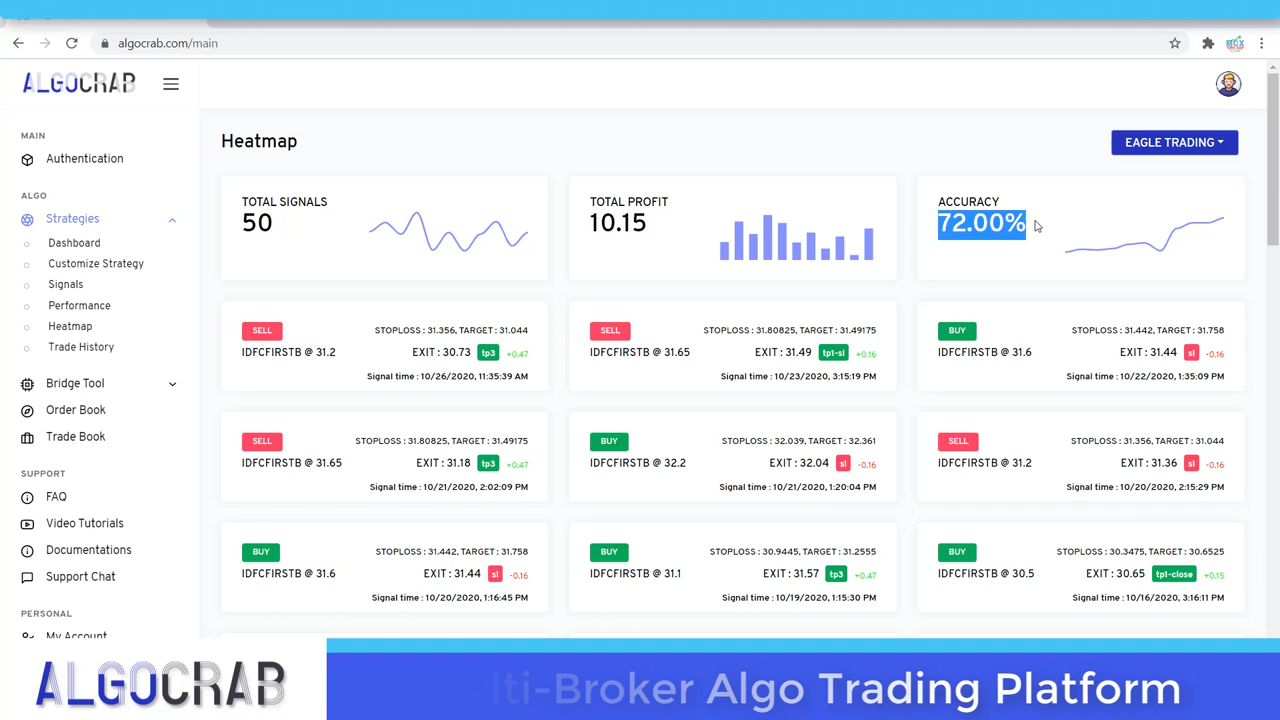 algocrab.com/main
ALGOCRAB
MAIN
Authentication
ALGO
Strategies
Dashboard
Customize Strategy
Signals
Performance
Heatmap
Trade History
Bridge Tool
Order Book
Trade Book
SUPPORT
FAQ
Video Tutorials
Documentations
Support Chat
PERSONAL
My Account
Heatmap
EAGLE TRADING
TOTAL SIGNALS
50
TOTAL PROFIT
10.15
ACCURACY
72.00%
SELL
STOPLOSS : 31.356, TARGET : 31.044
IDFCFIRSTB @ 31.2
EXIT : 30.73 tp3 +0.47
Signal time : 10/26/2020, 11:35:39 AM
SELL
STOPLOSS : 31.80825, TARGET : 31.49175
IDFCFIRSTB @ 31.65
EXIT : 31.49 tp1-sl +0.16
Signal time : 10/23/2020, 3:15:19 PM
BUY
STOPLOSS : 31.442, TARGET : 31.758
IDFCFIRSTB @ 31.6
EXIT : 31.44 sl -0.16
Signal time : 10/22/2020, 1:35:09 PM
SELL
STOPLOSS : 31.80825, TARGET : 31.49175
IDFCFIRSTB @ 31.65
EXIT : 31.18 tp3 +0.47
Signal time : 10/21/2020, 2:02:09 PM
BUY
STOPLOSS : 32.039, TARGET : 32.361
IDFCFIRSTB @ 32.2
EXIT : 32.04 sl -0.16
Signal time : 10/21/2020, 1:20:04 PM
SELL
STOPLOSS : 31.356, TARGET : 31.044
IDFCFIRSTB @ 31.2
EXIT : 31.36 sl -0.16
Signal time : 10/20/2020, 2:15:29 PM
BUY
STOPLOSS : 31.442, TARGET : 31.758
IDFCFIRSTB @ 31.6
EXIT : 31.44 sl -0.16
Signal time : 10/20/2020, 1:16:45 PM
BUY
STOPLOSS : 30.9445, TARGET : 31.2555
IDFCFIRSTB @ 31.1
EXIT : 31.57 tp3 +0.47
Signal time : 10/19/2020, 1:15:30 PM
BUY
STOPLOSS : 30.3475, TARGET : 30.6525
IDFCFIRSTB @ 30.5
EXIT : 30.65 tp1-close +0.15
Signal time : 10/16/2020, 3:16:11 PM
ALGOCRAB
lti-Broker Algo Trading Platform